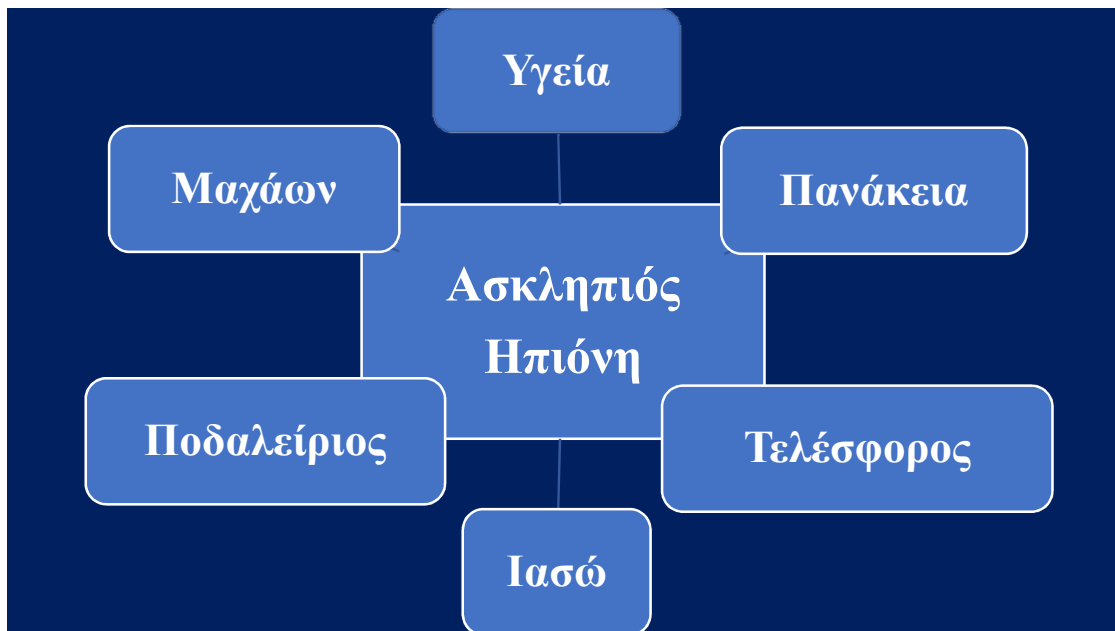 Υγεία
Μαχάων
Πανάκεια
Ασκληπιός
Ηπιόνη
Ποδαλείριος
Τελέσφορος
Ιασώ